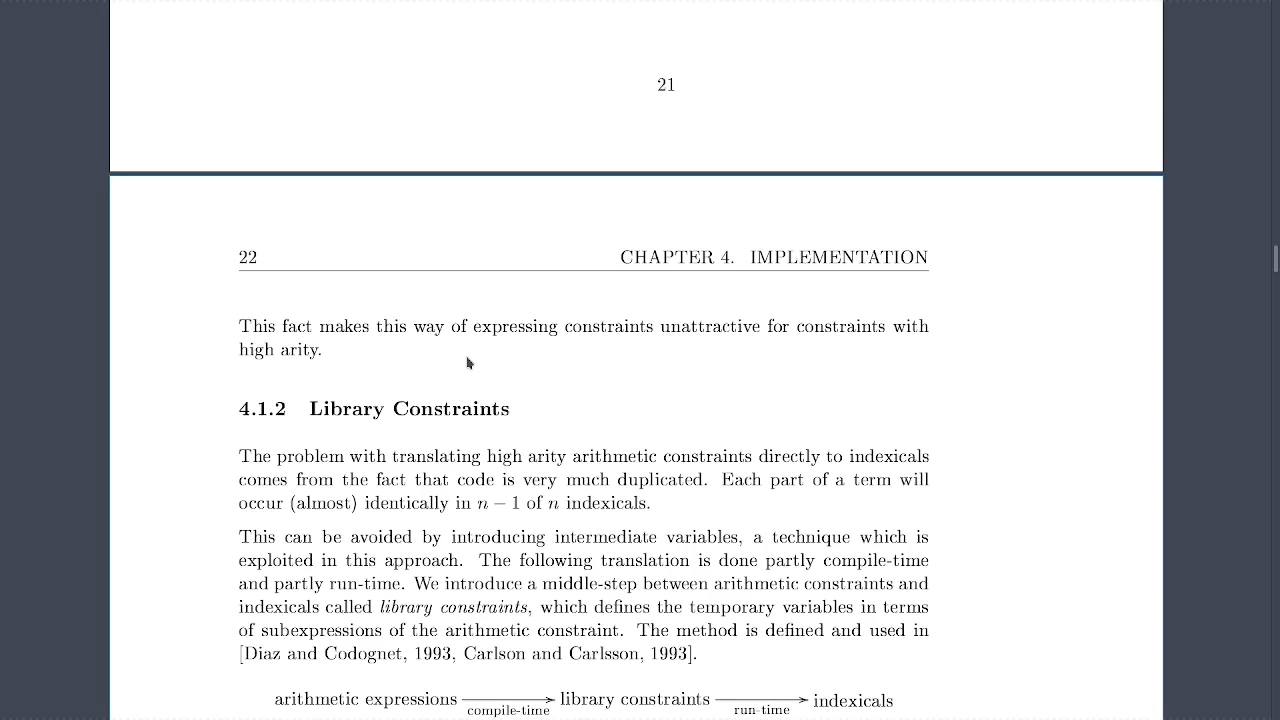 21
22 CHAPTER 4. IMPLEMENTATION
This fact makes this way of expressing constraints unattractive for constraints with
high arity.
4.1.2 Library Constraints
The problem with translating high arity arithmetic constraints directly to indexicals
comes from the fact that code is very much duplicated. Each part of a term will
occur (almost) identically in n − 1 of n indexicals.
This can be avoided by introducing intermediate variables, a technique which is
exploited in this approach. The following translation is done partly compile-time
and partly run-time. We introduce a middle-step between arithmetic constraints and
indexicals called library constraints, which defines the temporary variables in terms
of subexpressions of the arithmetic constraint. The method is defined and used in
[Diaz and Codognet, 1993, Carlson and Carlsson, 1993].
arithmetic expressions compile-time library constraints run-time indexicals